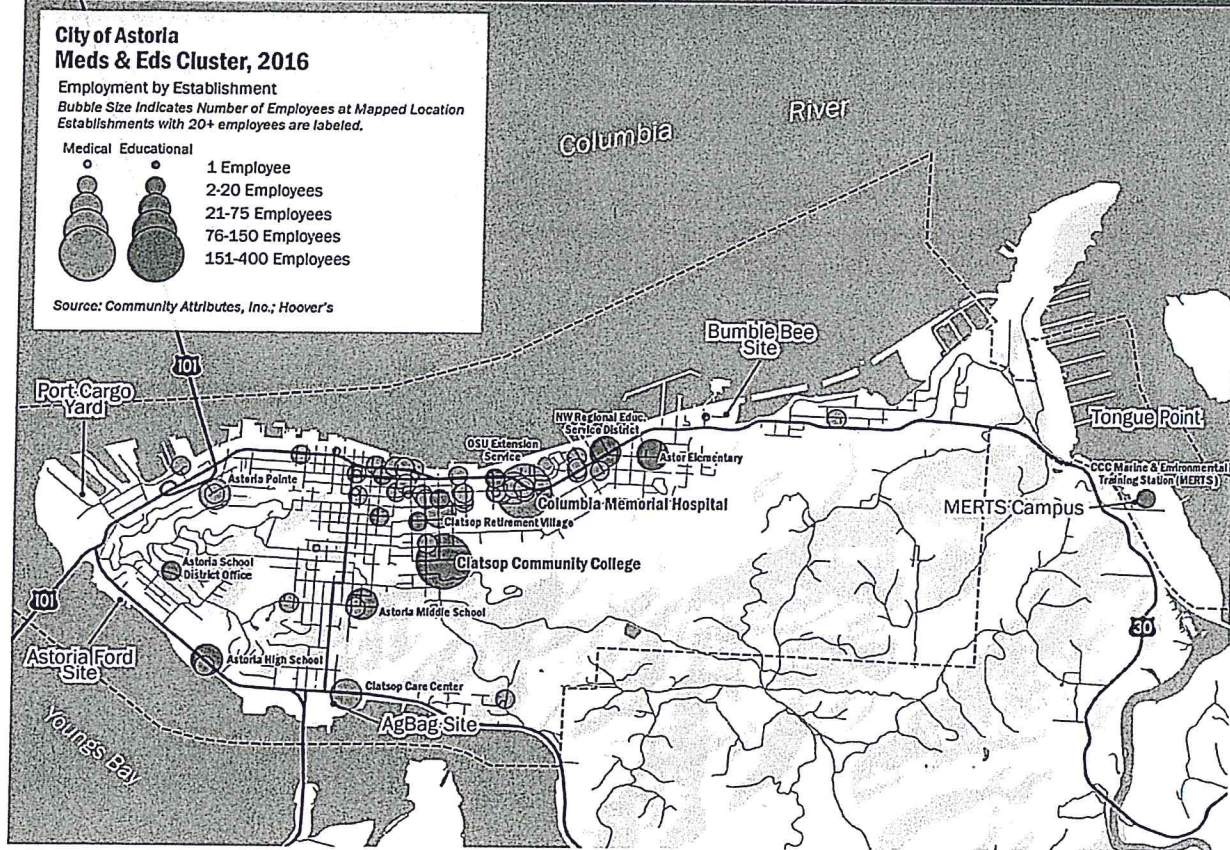 City of Astoria
Meds & Eds Cluster, 2016
Employment by Establishment
Bubble Size Indicates Number of Employees at Mapped Location
Establishments with 20+ employees are labeled.
Medical Educational
1 Employee
2-20 Employees
21-75 Employees
76-150 Employees
151-400 Employees
Source: Community Attributes, Inc.; Hoover's
Columbia
River
101
Port Cargo
Yard
Bumble Bee
Site
Tongue Point
NW Regional Educ.
Service District
OSU Extension
Service
Astor Elementary
CCC Marine & Environmental
Training Station (MERTS)
Astoria Pointe
Columbia Memorial Hospital
MERTS Campus
Clatsop Retirement Village
Clatsop Community College
Astoria School
District Office
101
Astoria Middle School
30
Astoria Ford
Site
Astoria High School
Clatsop Care Center
AgBag Site
Youngs Bay